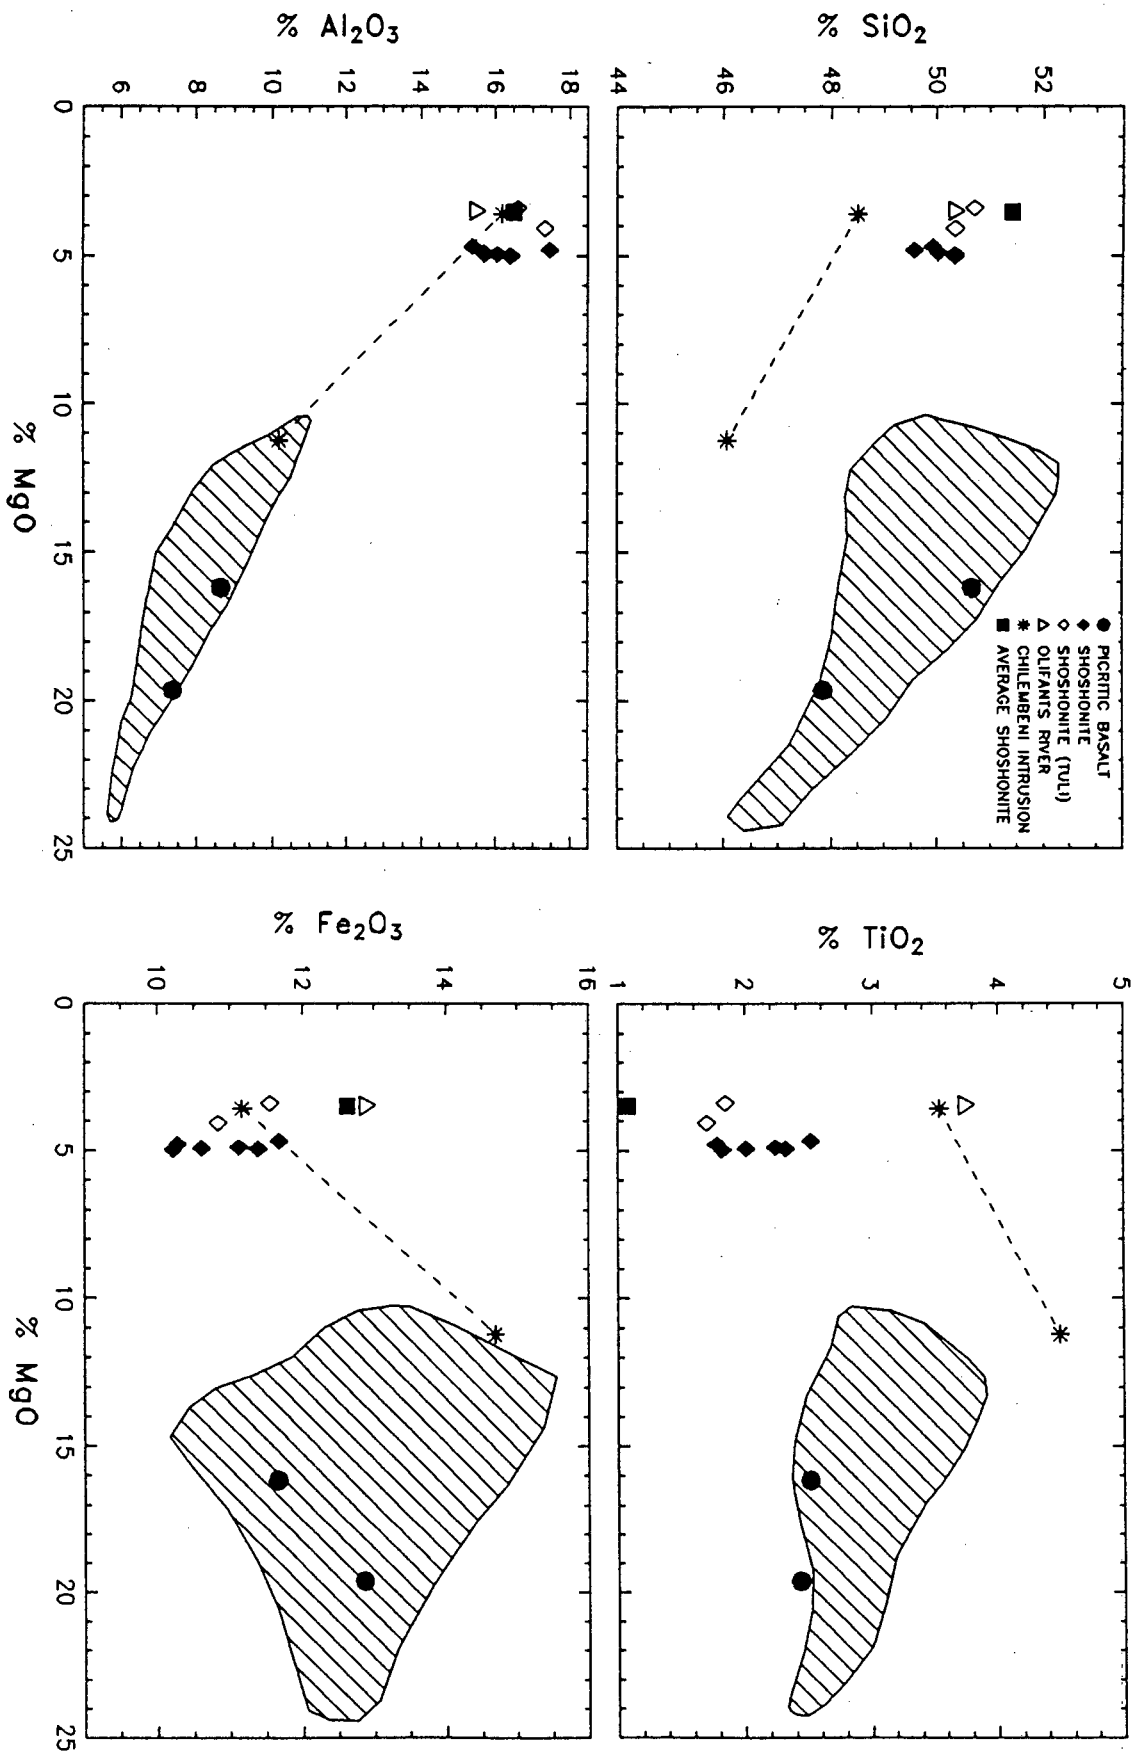 % SiO2
52
50
48
46
44
● PICRITIC BASALT
◆ SHOSHONITE
◇ SHOSHONITE (TULI)
▽ OLIFANTS RIVER
✳ CHILEMBENI INTRUSION
■ AVERAGE SHOSHONITE
% TiO2
5
4
3
2
1
% Al2O3
18
16
14
12
10
8
6
0
5
10
15
20
25
% MgO
% Fe2O3
16
14
12
10
0
5
10
15
20
25
% MgO